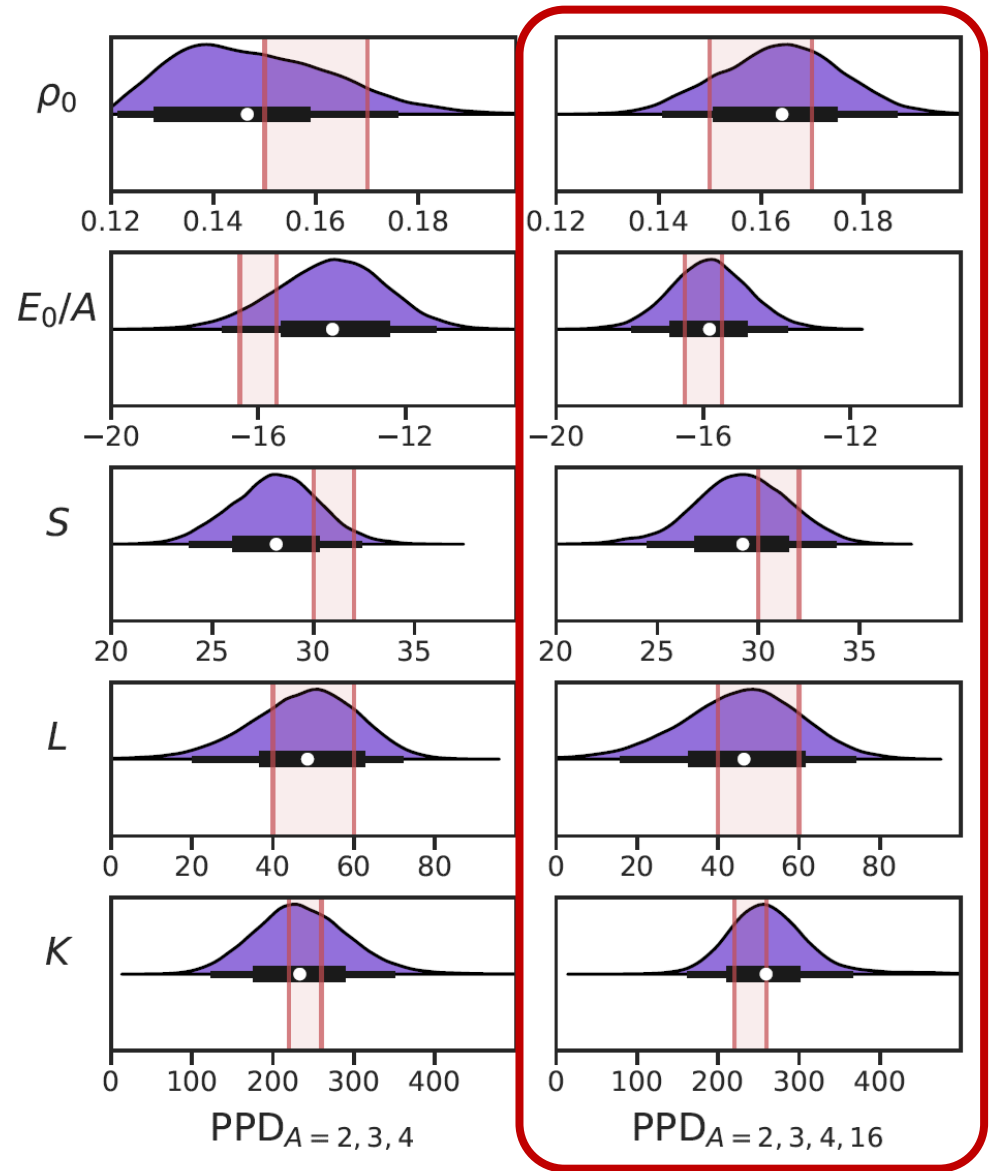 ρ₀
0.12 0.14 0.16 0.18 0.12 0.14 0.16 0.18
E₀/A
−20 −16 −12 −20 −16 −12
S
20 25 30 35 20 25 30 35
L
0 20 40 60 80 0 20 40 60 80
K
0 100 200 300 400 0 100 200 300 400
PPD_A = 2, 3, 4 PPD_A = 2, 3, 4, 16